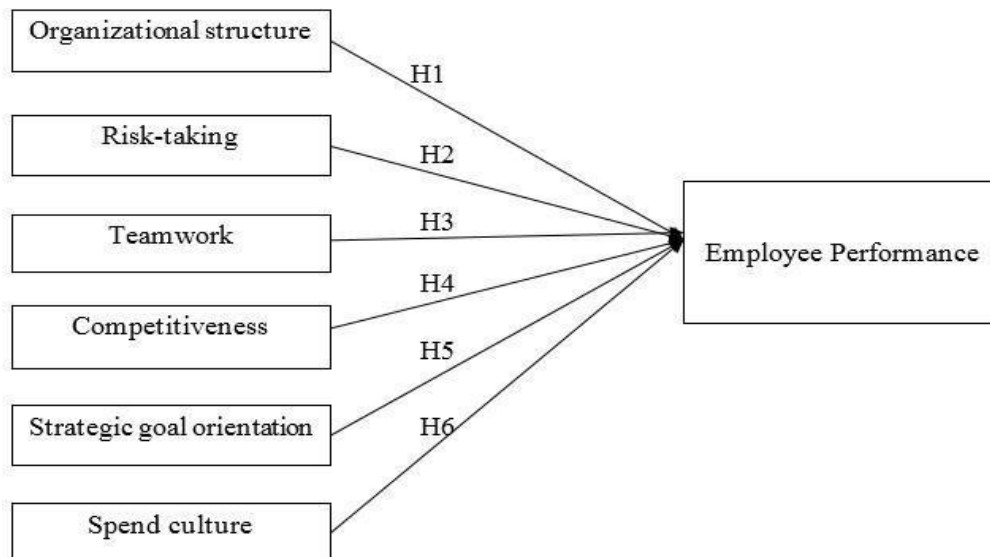 Organizational structure
H1
Risk-taking
H2
Teamwork
H3
Employee Performance
Competitiveness
H4
Strategic goal orientation
H5
Spend culture
H6